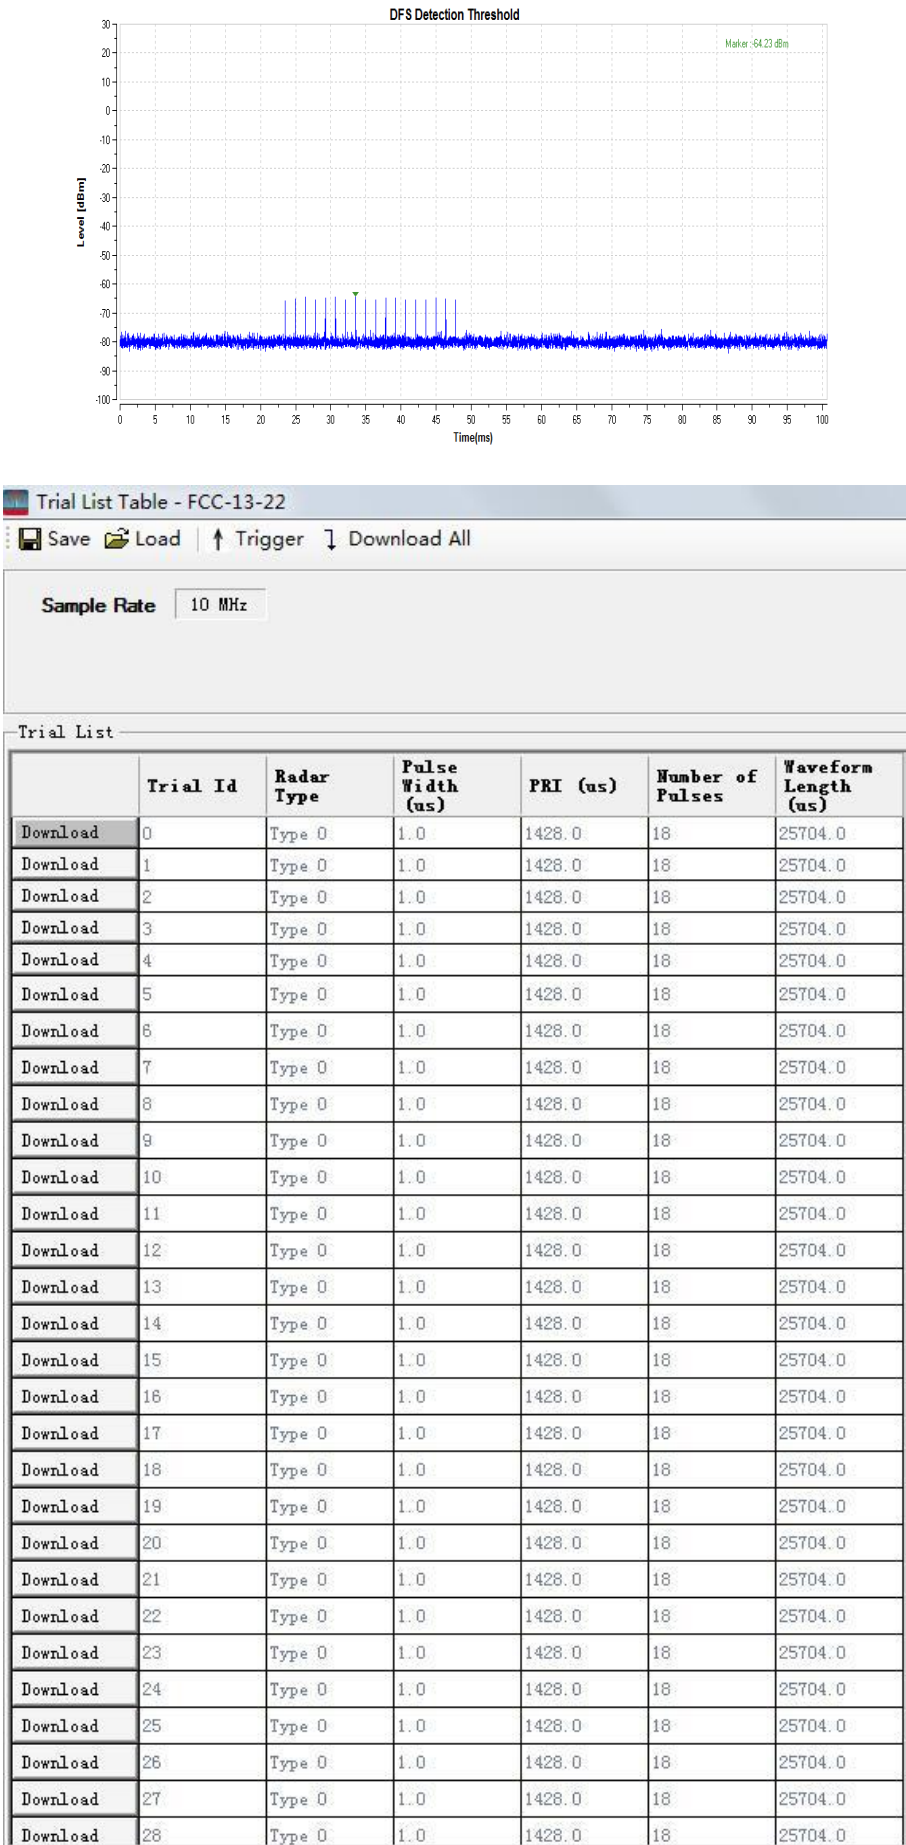 DFS Detection Threshold
Marker:-64.23 dBm
30
20
10
0
-10
-20
-30
-40
-50
-60
-70
-80
-90
-100
Level [dBm]
0 5 10 15 20 25 30 35 40 45 50 55 60 65 70 75 80 85 90 95 100
Time(ms)
Trial List Table - FCC-13-22
Save Load Trigger Download All
Sample Rate 10 MHz
Trial List
Trial Id Radar Type Pulse Width (us) PRI (us) Number of Pulses Waveform Length (us)
Download 0 Type 0 1.0 1428.0 18 25704.0
Download 1 Type 0 1.0 1428.0 18 25704.0
Download 2 Type 0 1.0 1428.0 18 25704.0
Download 3 Type 0 1.0 1428.0 18 25704.0
Download 4 Type 0 1.0 1428.0 18 25704.0
Download 5 Type 0 1.0 1428.0 18 25704.0
Download 6 Type 0 1.0 1428.0 18 25704.0
Download 7 Type 0 1.0 1428.0 18 25704.0
Download 8 Type 0 1.0 1428.0 18 25704.0
Download 9 Type 0 1.0 1428.0 18 25704.0
Download 10 Type 0 1.0 1428.0 18 25704.0
Download 11 Type 0 1.0 1428.0 18 25704.0
Download 12 Type 0 1.0 1428.0 18 25704.0
Download 13 Type 0 1.0 1428.0 18 25704.0
Download 14 Type 0 1.0 1428.0 18 25704.0
Download 15 Type 0 1.0 1428.0 18 25704.0
Download 16 Type 0 1.0 1428.0 18 25704.0
Download 17 Type 0 1.0 1428.0 18 25704.0
Download 18 Type 0 1.0 1428.0 18 25704.0
Download 19 Type 0 1.0 1428.0 18 25704.0
Download 20 Type 0 1.0 1428.0 18 25704.0
Download 21 Type 0 1.0 1428.0 18 25704.0
Download 22 Type 0 1.0 1428.0 18 25704.0
Download 23 Type 0 1.0 1428.0 18 25704.0
Download 24 Type 0 1.0 1428.0 18 25704.0
Download 25 Type 0 1.0 1428.0 18 25704.0
Download 26 Type 0 1.0 1428.0 18 25704.0
Download 27 Type 0 1.0 1428.0 18 25704.0
Download 28 Type 0 1.0 1428.0 18 25704.0